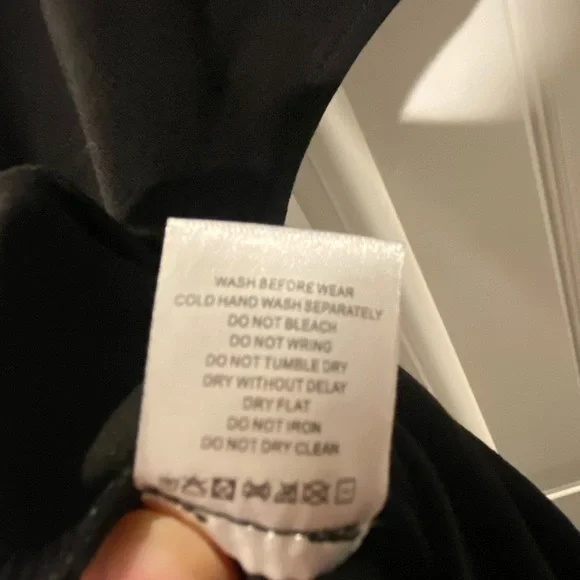 WASH BEFORE WEAR
COLD HAND WASH SEPARATELY
DO NOT BLEACH
DO NOT WRING
DO NOT TUMBLE DRY
DRY WITHOUT DELAY
DRY FLAT
DO NOT IRON
DO NOT DRY CLEAN